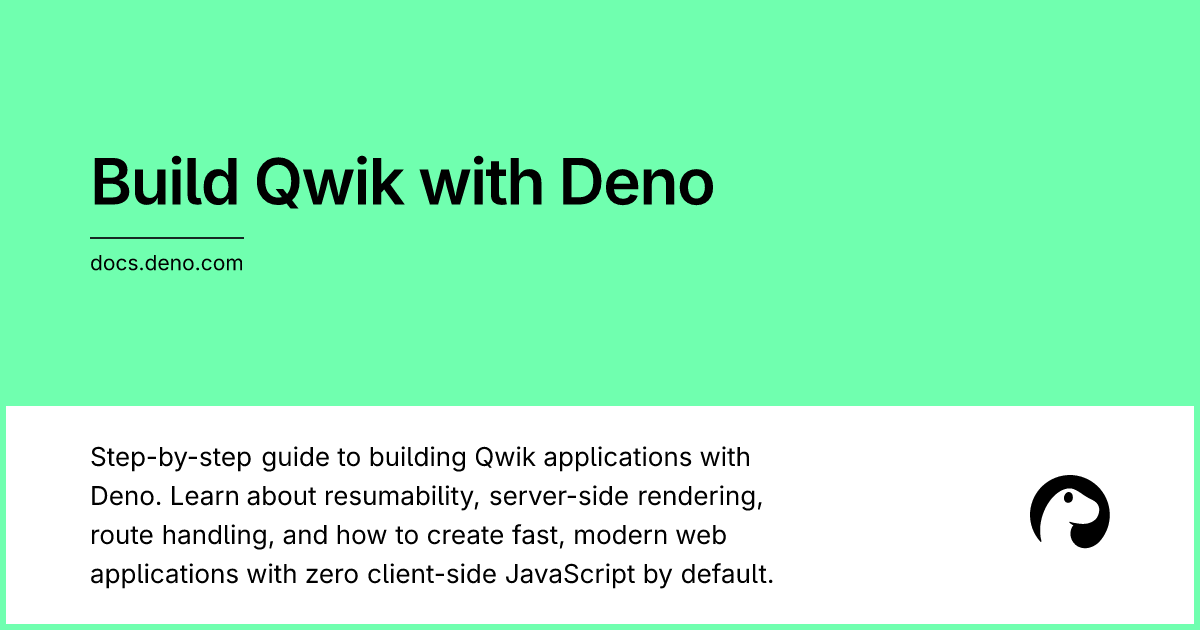 Build Qwik with Deno
docs.deno.com
Step-by-step guide to building Qwik applications with
Deno. Learn about resumability, server-side rendering,
route handling, and how to create fast, modern web
applications with zero client-side JavaScript by default.